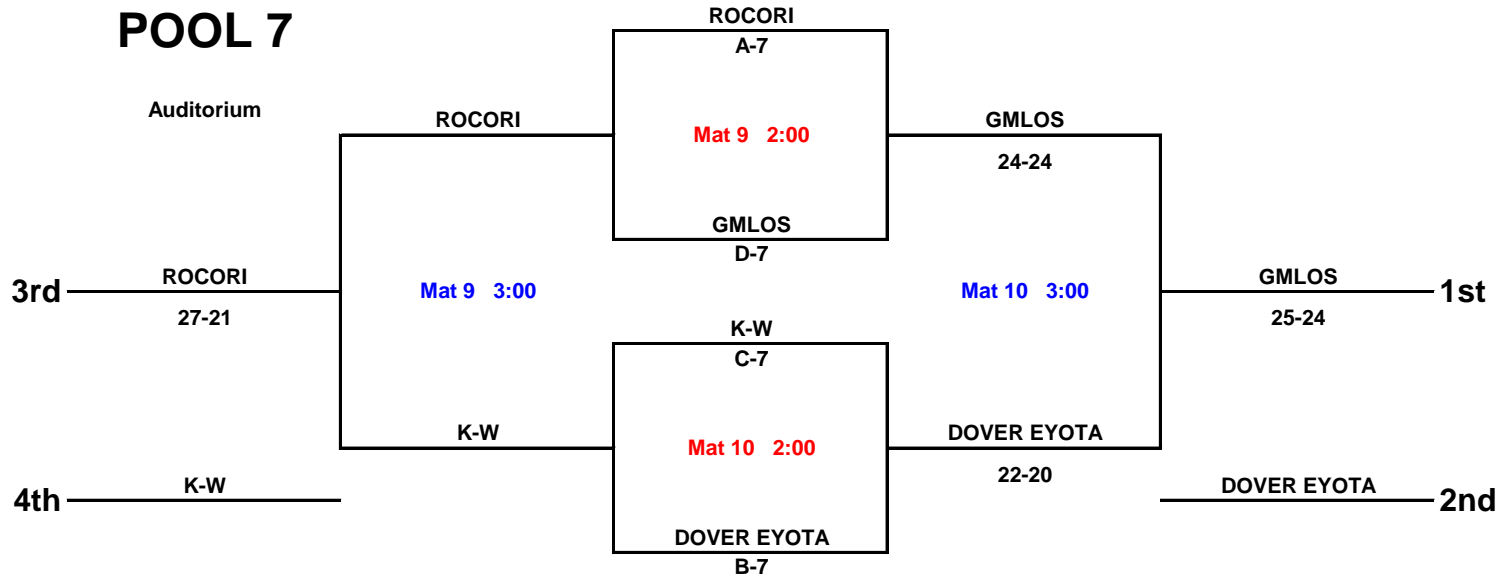 POOL 7
ROCORI
A-7
Auditorium
ROCORI
Mat 9 2:00
GMLOS
24-24
GMLOS
D-7
3rd
ROCORI
27-21
Mat 9 3:00
Mat 10 3:00
GMLOS
25-24
1st
K-W
C-7
K-W
Mat 10 2:00
DOVER EYOTA
22-20
4th
K-W
DOVER EYOTA
2nd
DOVER EYOTA
B-7